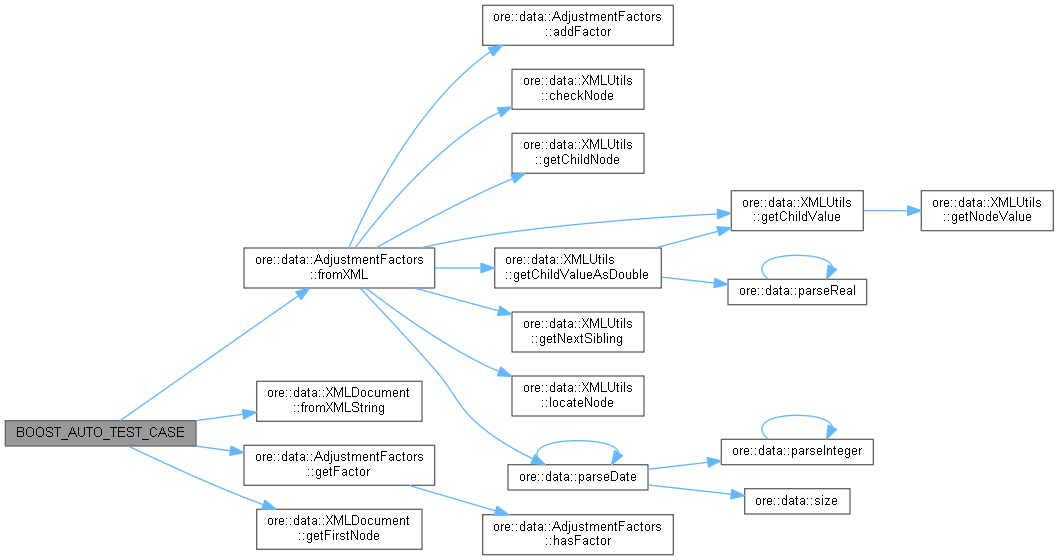 ore::data::AdjustmentFactors
::addFactor
ore::data::XMLUtils
::checkNode
ore::data::XMLUtils
::getChildNode
ore::data::XMLUtils
::getChildValue
ore::data::XMLUtils
::getNodeValue
ore::data::AdjustmentFactors
::fromXML
ore::data::XMLUtils
::getChildValueAsDouble
ore::data::parseReal
ore::data::XMLUtils
::getNextSibling
ore::data::XMLUtils
::locateNode
ore::data::XMLDocument
::fromXMLString
BOOST_AUTO_TEST_CASE
ore::data::AdjustmentFactors
::getFactor
ore::data::parseDate
ore::data::parseInteger
ore::data::size
ore::data::XMLDocument
::getFirstNode
ore::data::AdjustmentFactors
::hasFactor